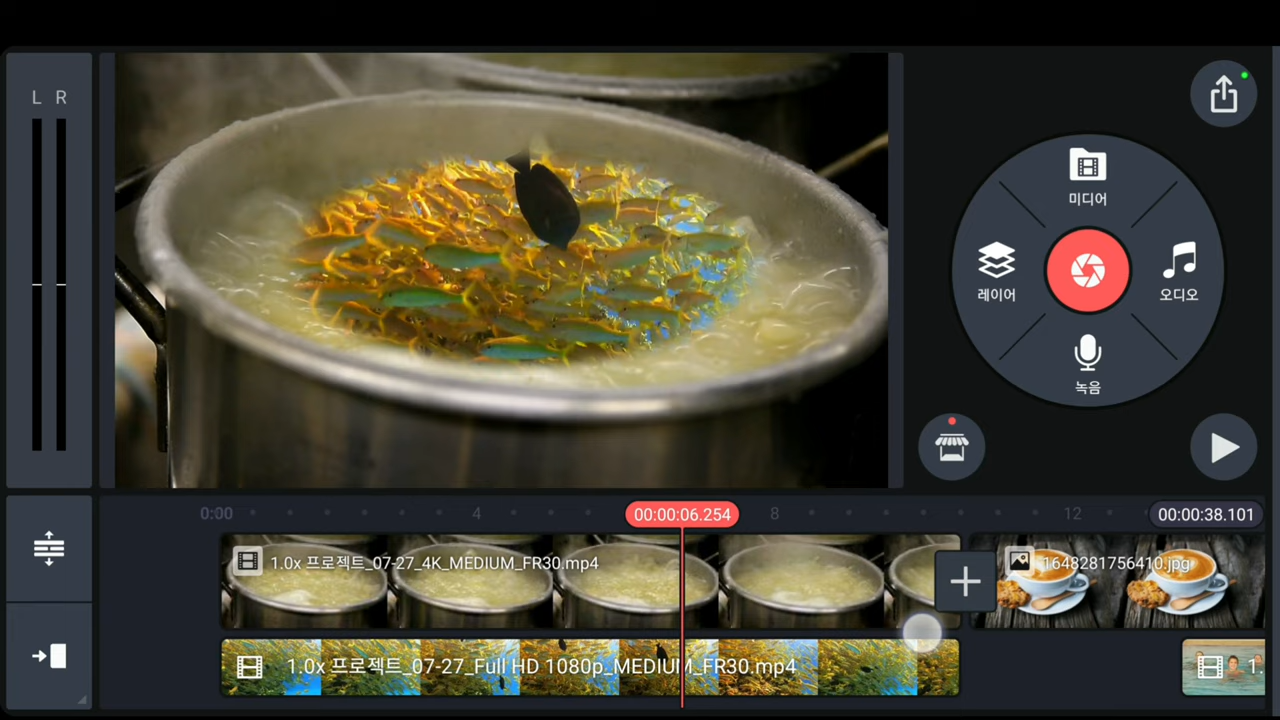 L R
미디어
레이어
오디오
녹음
0:00
4
00:00:06.254
8
12
00:00:38.101
1.0x 프로젝트_07-27_4K_MEDIUM_FR30.mp4
1648281756410.jpg
1.0x 프로젝트_07-27_Full HD 1080p_MEDIUM_FR30.mp4
1.